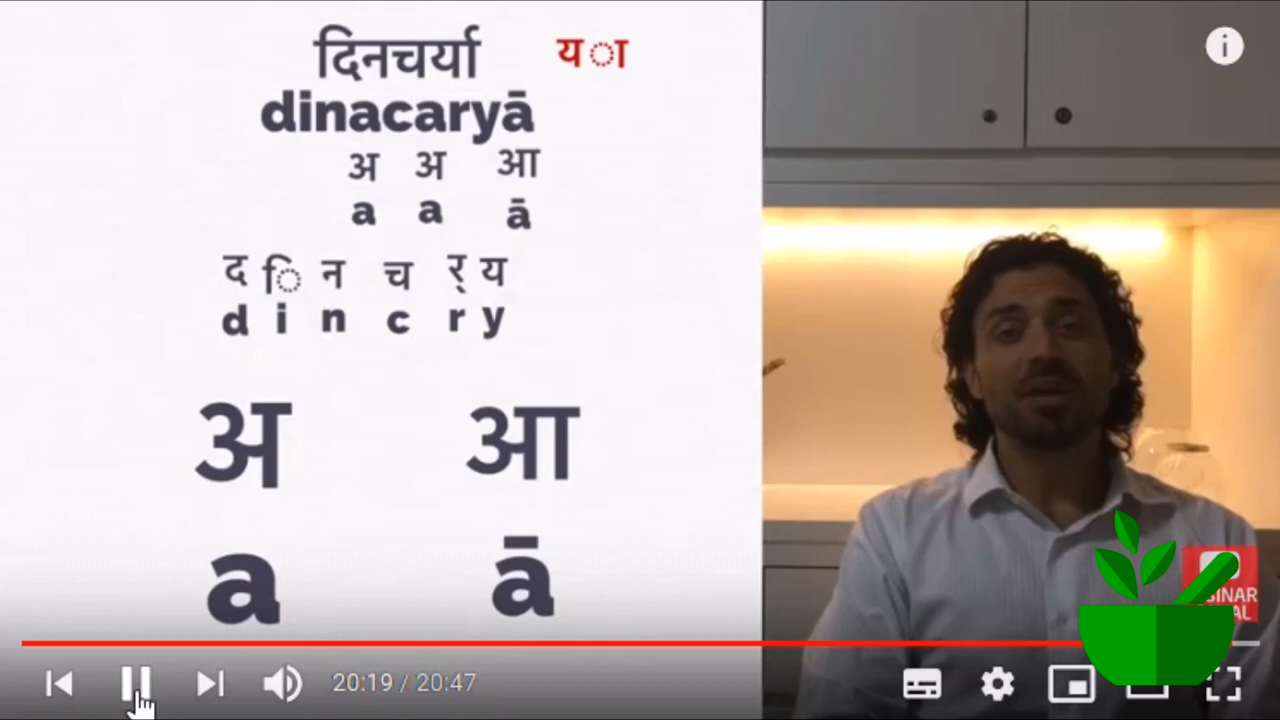 दिनचर्या य ा
dinacaryā
अ अ आ
a a ā
द ि न च र् य
d i n c r y
अ आ
a ā
20:19 / 20:47